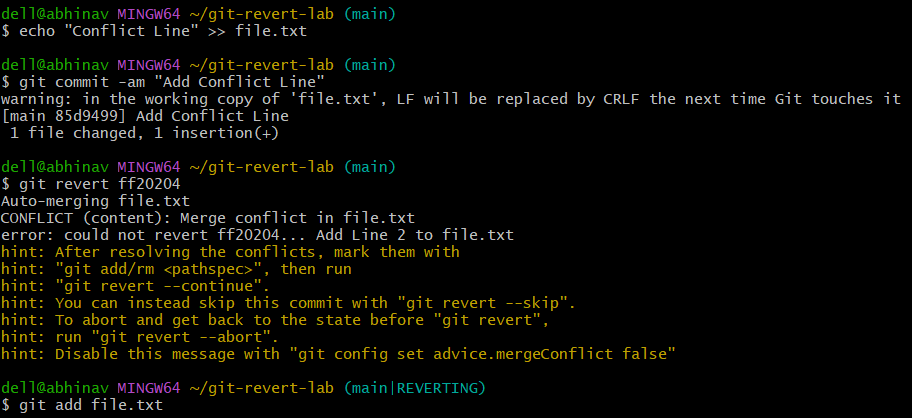 dell@abhinav MINGW64 ~/git-revert-lab (main)
$ echo "Conflict Line" >> file.txt
dell@abhinav MINGW64 ~/git-revert-lab (main)
$ git commit -am "Add Conflict Line"
warning: in the working copy of 'file.txt', LF will be replaced by CRLF the next time Git touches it
[main 85d9499] Add Conflict Line
 1 file changed, 1 insertion(+)
dell@abhinav MINGW64 ~/git-revert-lab (main)
$ git revert ff20204
Auto-merging file.txt
CONFLICT (content): Merge conflict in file.txt
error: could not revert ff20204... Add Line 2 to file.txt
hint: After resolving the conflicts, mark them with
hint: "git add/rm <pathspec>", then run
hint: "git revert --continue".
hint: You can instead skip this commit with "git revert --skip".
hint: To abort and get back to the state before "git revert",
hint: run "git revert --abort".
hint: Disable this message with "git config set advice.mergeConflict false"
dell@abhinav MINGW64 ~/git-revert-lab (main|REVERTING)
$ git add file.txt